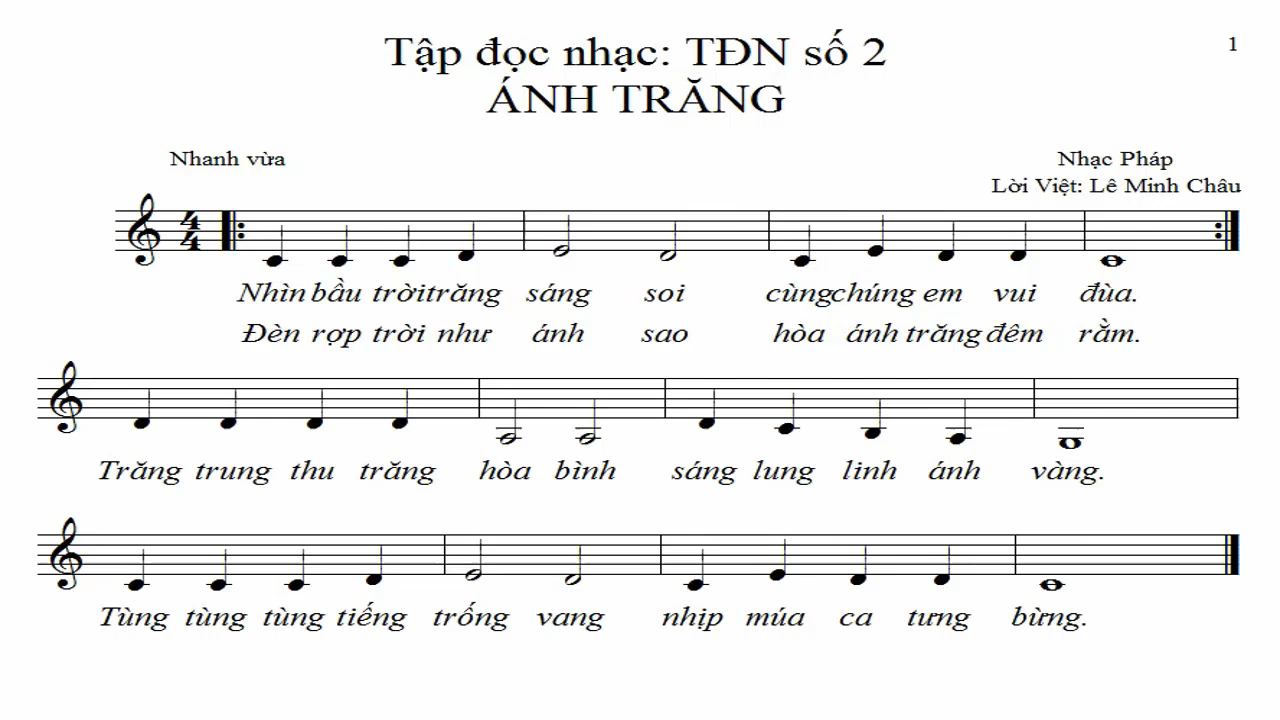 Tập đọc nhạc: TĐN số 2
1
ÁNH TRĂNG
Nhanh vừa
Nhạc Pháp
Lời Việt: Lê Minh Châu
4
4
Nhìn bầu trời trăng sáng soi cùng chúng em vui đùa.
Đèn rợp trời như ánh sao hòa ánh trăng đêm rằm.
Trăng trung thu trăng hòa bình sáng lung linh ánh vàng.
Tùng tùng tùng tiếng trống vang nhịp múa ca tưng bừng.